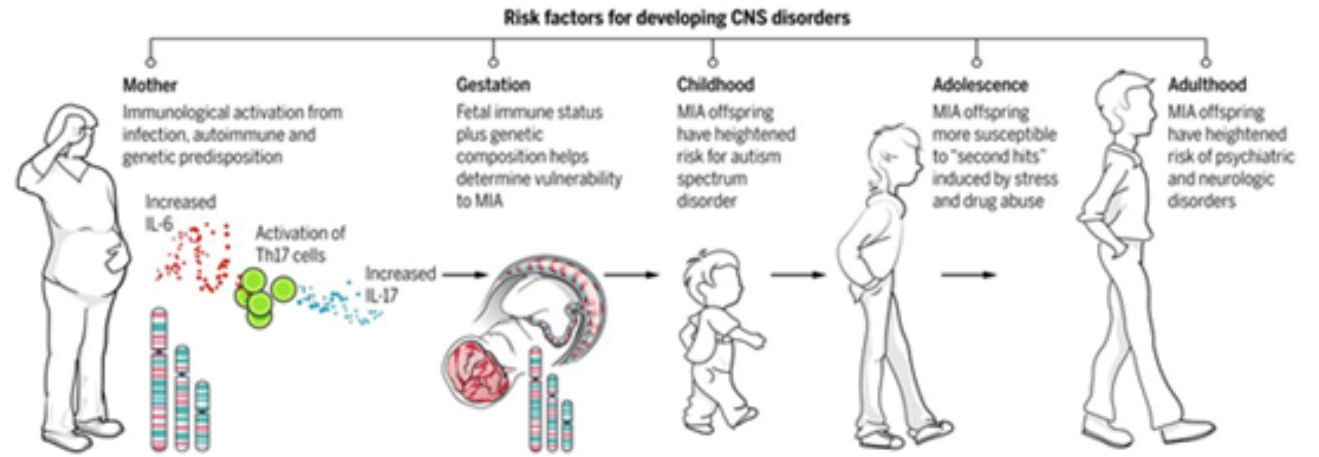 Risk factors for developing CNS disorders
Mother
Immunological activation from
infection, autoimmune and
genetic predisposition
Increased
IL-6
Activation of
Th17 cells
Increased
IL-17
Gestation
Fetal immune status
plus genetic
composition helps
determine vulnerability
to MIA
Childhood
MIA offspring
have heightened
risk for autism
spectrum
disorder
Adolescence
MIA offspring
more susceptible
to "second hits"
induced by stress
and drug abuse
Adulthood
MIA offspring
have heightened
risk of psychiatric
and neurologic
disorders